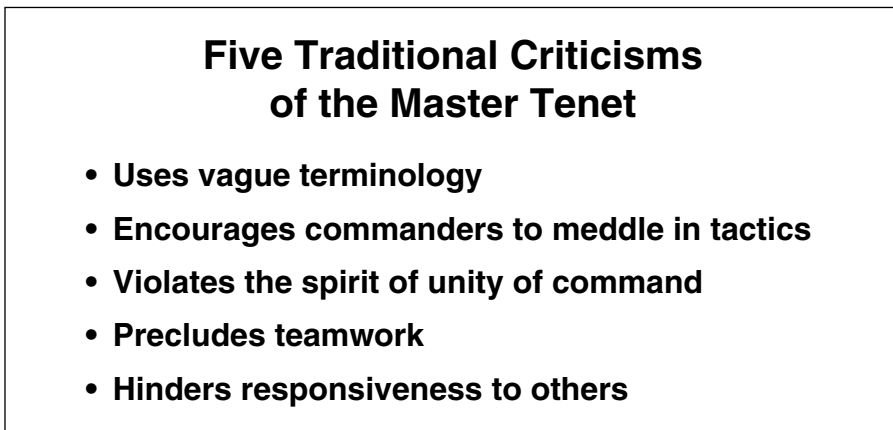 Five Traditional Criticisms
of the Master Tenet
• Uses vague terminology
• Encourages commanders to meddle in tactics
• Violates the spirit of unity of command
• Precludes teamwork
• Hinders responsiveness to others